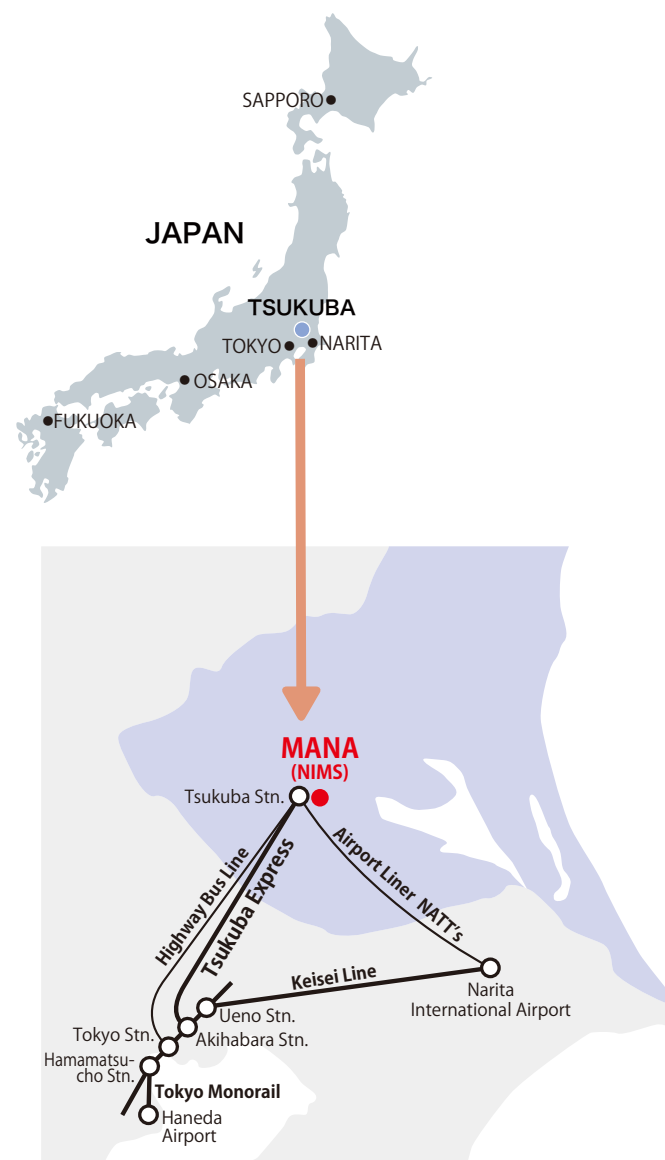 SAPPORO
JAPAN
TSUKUBA
TOKYO
NARITA
OSAKA
FUKUOKA
MANA
(NIMS)
Tsukuba Stn.
Highway Bus Line
Tsukuba Express
Airport Liner NATT's
Keisei Line
Narita
International Airport
Ueno Stn.
Akihabara Stn.
Tokyo Stn.
Hamamatsu-
cho Stn.
Tokyo Monorail
Haneda
Airport